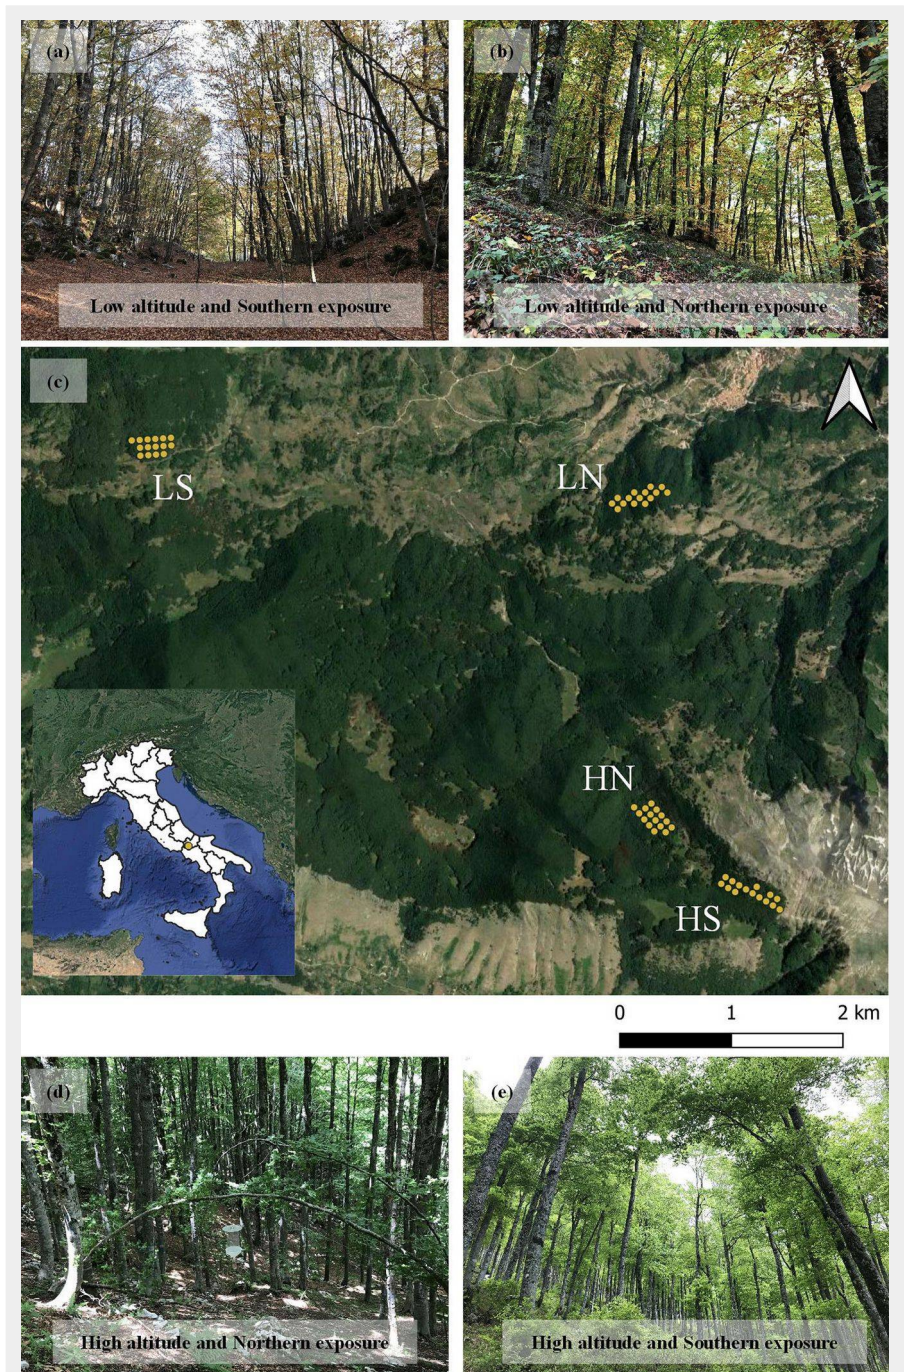 (a)
(b)
Low altitude and Southern exposure
Low altitude and Northern exposure
(c)
LS
LN
HN
HS
0 1 2 km
(d)
(e)
High altitude and Northern exposure
High altitude and Southern exposure